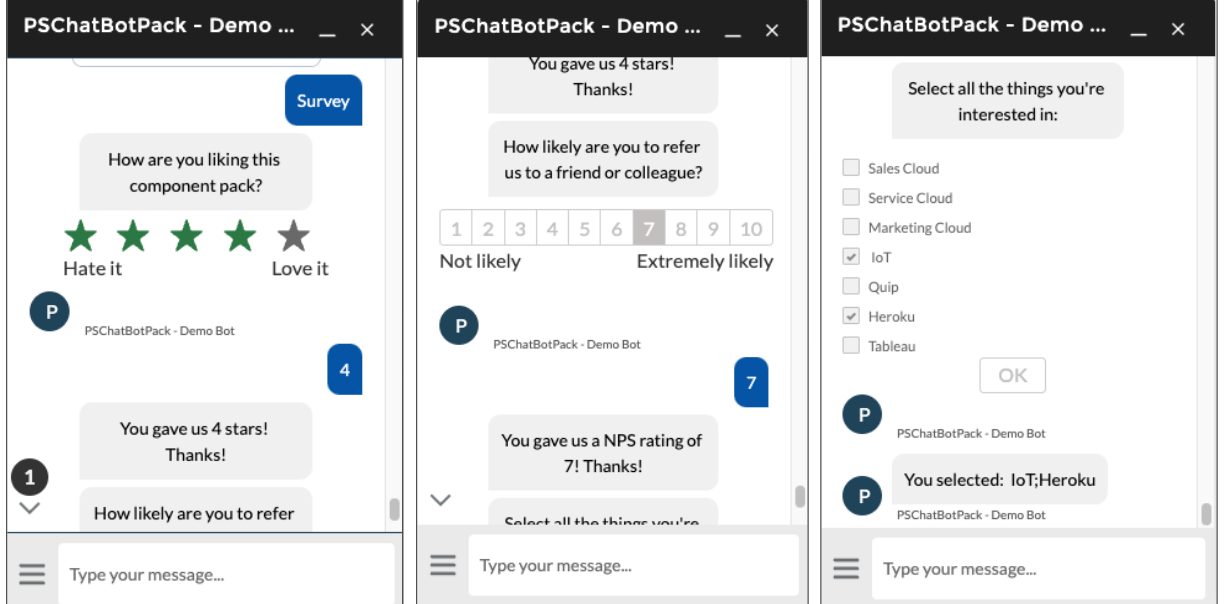 PSChatBotPack - Demo ...
Survey
How are you liking this
component pack?
Hate it
Love it
P
PSChatBotPack - Demo Bot
4
You gave us 4 stars!
Thanks!
1
How likely are you to refer
Type your message...
PSChatBotPack - Demo ...
You gave us 4 stars!
Thanks!
How likely are you to refer
us to a friend or colleague?
1 2 3 4 5 6 7 8 9 10
Not likely
Extremely likely
P
PSChatBotPack - Demo Bot
7
You gave us a NPS rating of
7! Thanks!
Select all the things you're
Type your message...
PSChatBotPack - Demo ...
Select all the things you're
interested in:
Sales Cloud
Service Cloud
Marketing Cloud
IoT
Quip
Heroku
Tableau
OK
P
PSChatBotPack - Demo Bot
You selected: IoT;Heroku
P
PSChatBotPack - Demo Bot
Type your message...